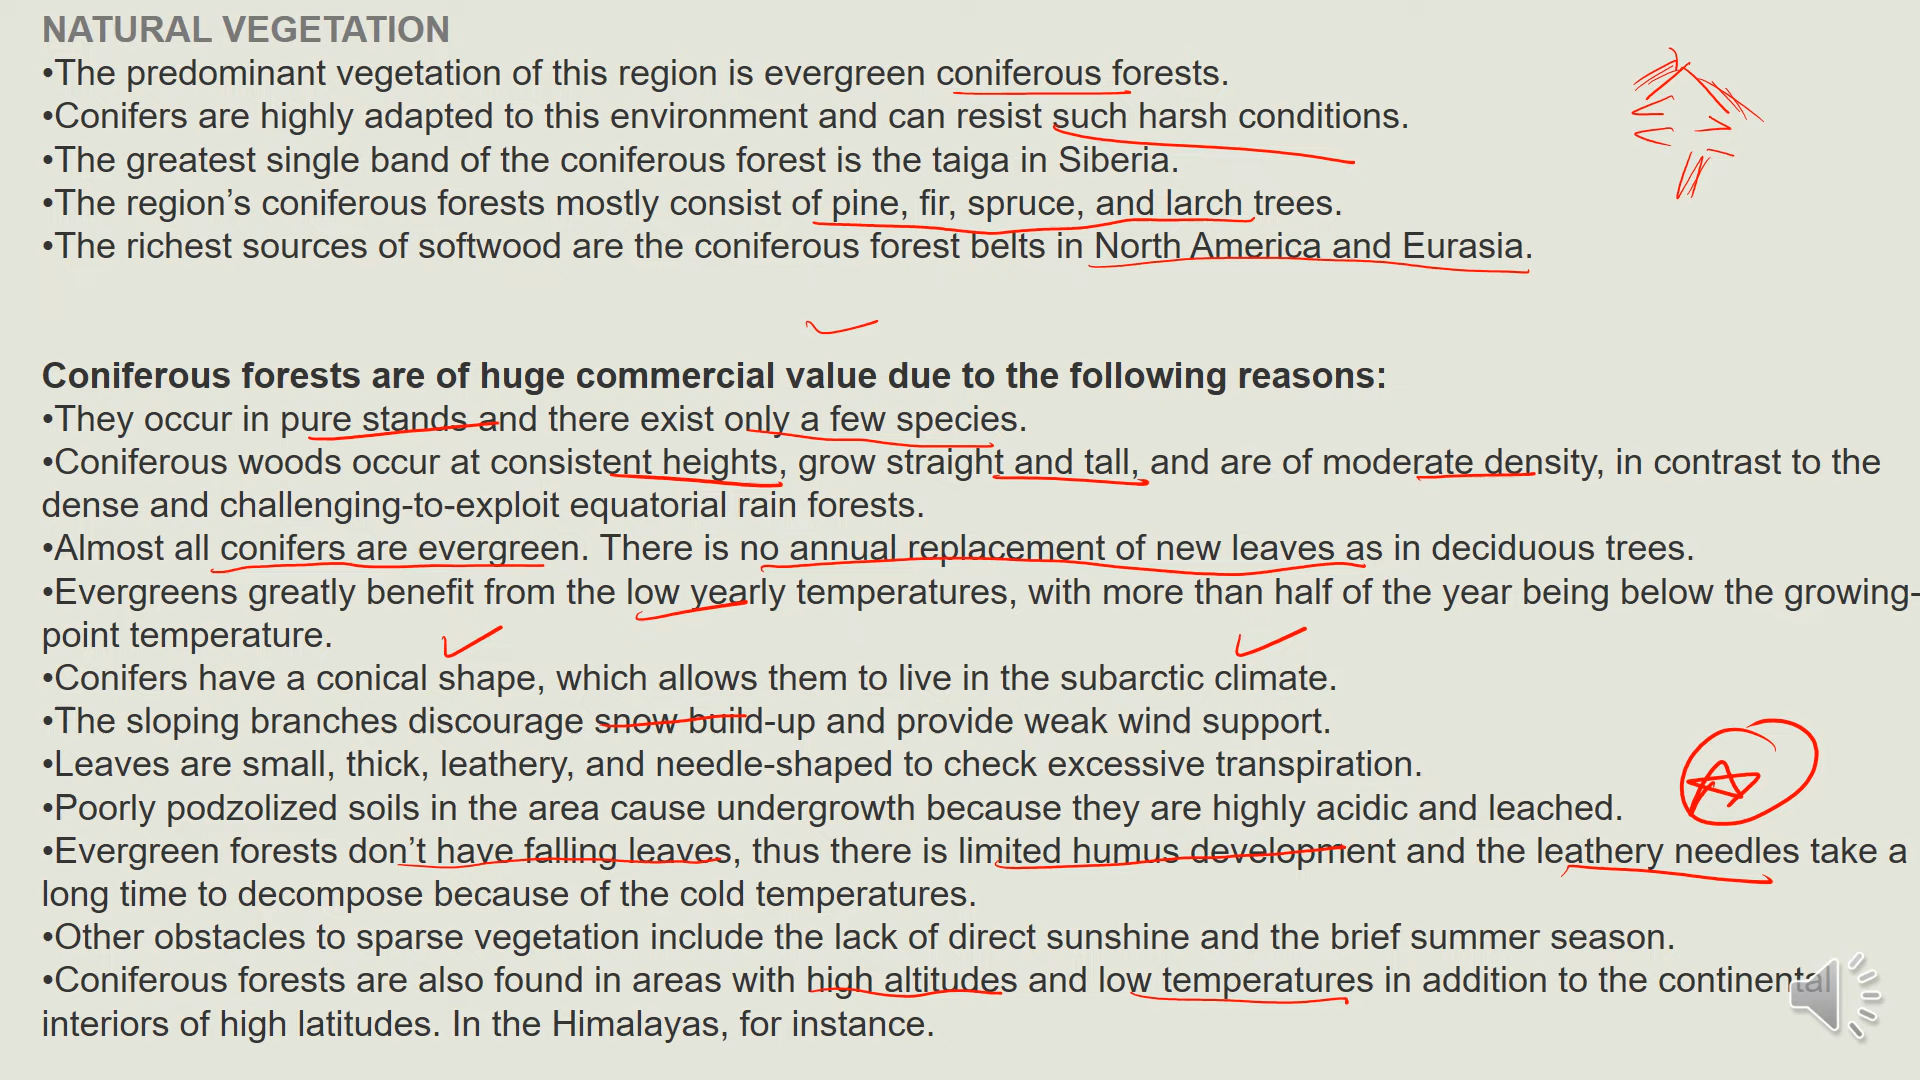 NATURAL VEGETATION
•The predominant vegetation of this region is evergreen coniferous forests.
•Conifers are highly adapted to this environment and can resist such harsh conditions.
•The greatest single band of the coniferous forest is the taiga in Siberia.
•The region’s coniferous forests mostly consist of pine, fir, spruce, and larch trees.
•The richest sources of softwood are the coniferous forest belts in North America and Eurasia.
Coniferous forests are of huge commercial value due to the following reasons:
•They occur in pure stands and there exist only a few species.
•Coniferous woods occur at consistent heights, grow straight and tall, and are of moderate density, in contrast to the
dense and challenging-to-exploit equatorial rain forests.
•Almost all conifers are evergreen. There is no annual replacement of new leaves as in deciduous trees.
•Evergreens greatly benefit from the low yearly temperatures, with more than half of the year being below the growing-
point temperature.
•Conifers have a conical shape, which allows them to live in the subarctic climate.
•The sloping branches discourage snow build-up and provide weak wind support.
•Leaves are small, thick, leathery, and needle-shaped to check excessive transpiration.
•Poorly podzolized soils in the area cause undergrowth because they are highly acidic and leached.
•Evergreen forests don’t have falling leaves, thus there is limited humus development and the leathery needles take a
long time to decompose because of the cold temperatures.
•Other obstacles to sparse vegetation include the lack of direct sunshine and the brief summer season.
•Coniferous forests are also found in areas with high altitudes and low temperatures in addition to the continental
interiors of high latitudes. In the Himalayas, for instance.